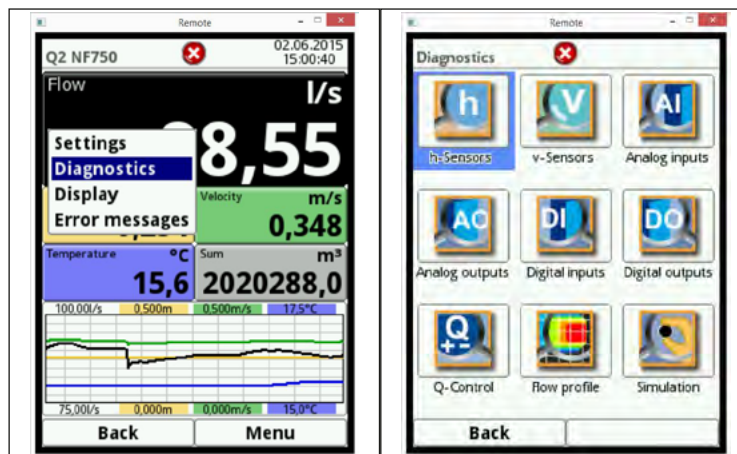 Remote
Q2 NF750
02.06.2015
15:00:40
Flow
l/s
8,55
Settings
Diagnostics
Display
Error messages
Velocity m/s
0,348
Temperature °C
15,6
Sum m³
2020288,0
100,00l/s 0,500m 0,500m/s 17,5°C
75,00l/s 0,000m 0,000m/s 15,0°C
Back Menu
Remote
Diagnostics
h V AI
h-Sensors v-Sensors Analog inputs
AO DI DO
Analog outputs Digital inputs Digital outputs
Q
+-
Q-Control flow profile Simulation
Back